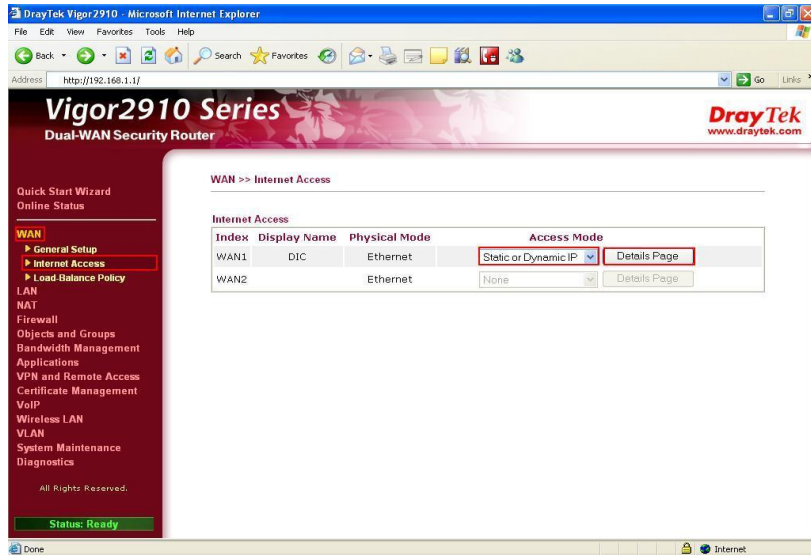 DrayTek Vigor2910 - Microsoft Internet Explorer
File Edit View Favorites Tools Help
Back Search Favorites
Address http://192.168.1.1/ Go Links
Vigor2910 Series
Dual-WAN Security Router
DrayTek
www.draytek.com
Quick Start Wizard
Online Status
WAN
General Setup
Internet Access
Load-Balance Policy
LAN
NAT
Firewall
Objects and Groups
Bandwidth Management
Applications
VPN and Remote Access
Certificate Management
VoIP
Wireless LAN
VLAN
System Maintenance
Diagnostics
All Rights Reserved.
Status: Ready
WAN >> Internet Access
Internet Access
Index Display Name Physical Mode Access Mode
WAN1 DIC Ethernet Static or Dynamic IP Details Page
WAN2 Ethernet None Details Page
Done Internet